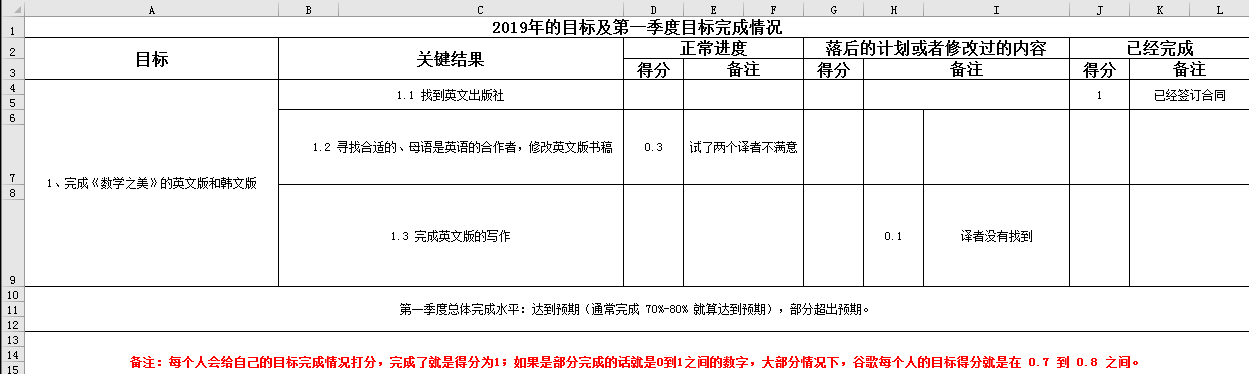 A B C D E F G H I J K L
1 2019年的目标及第一季度目标完成情况
2 目标 关键结果 正常进度 落后的计划或者修改过的内容 已经完成
3 得分 备注 得分 备注 得分 备注
4 1.1 找到英文出版社 1 已经签订合同
5
6
1.2 寻找合适的、母语是英语的合作者，修改英文版书稿 0.3 试了两个译者不满意
7 1、完成《数学之美》的英文版和韩文版
8
1.3 完成英文版的写作 0.1 译者没有找到
9
10
11 第一季度总体完成水平：达到预期（通常完成 70%-80% 就算达到预期），部分超出预期。
12
13
14 备注：每个人会给自己的目标完成情况打分，完成了就是得分为1；如果是部分完成的话就是0到1之间的数字，大部分情况下，谷歌每个人的目标得分就是在 0.7 到 0.8 之间。
15